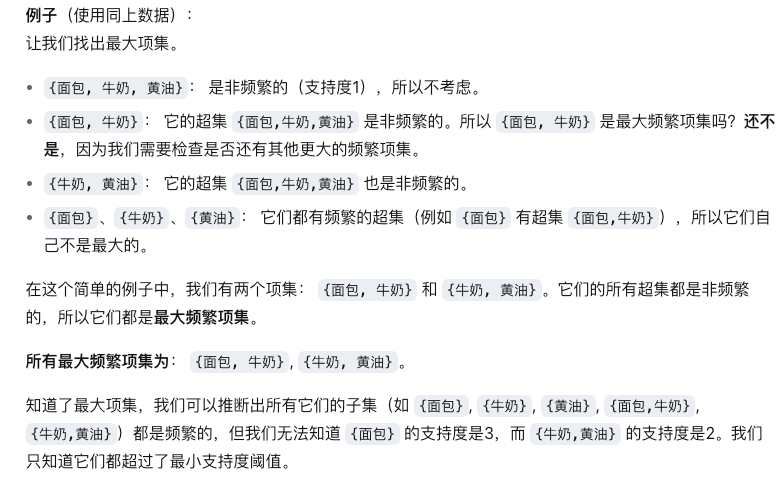 例子（使用同上数据）：
让我们找出最大项集。
• {面包, 牛奶, 黄油}： 是非频繁的（支持度1），所以不考虑。
• {面包, 牛奶}： 它的超集 {面包,牛奶,黄油} 是非频繁的。所以 {面包, 牛奶} 是最大频繁项集吗？还不
是，因为我们需要检查是否还有其他更大的频繁项集。
• {牛奶, 黄油}： 它的超集 {面包,牛奶,黄油} 也是非频繁的。
• {面包}、{牛奶}、{黄油}： 它们都有频繁的超集（例如 {面包} 有超集 {面包,牛奶}），所以它们自
己不是最大的。
在这个简单的例子中，我们有两个项集： {面包, 牛奶} 和 {牛奶, 黄油}。它们的所有超集都是非频繁
的，所以它们都是最大频繁项集。
所有最大频繁项集为： {面包, 牛奶}, {牛奶, 黄油}。
知道了最大项集，我们可以推断出所有它们的子集（如 {面包}, {牛奶}, {黄油}, {面包,牛奶},
{牛奶,黄油}）都是频繁的，但我们无法知道 {面包} 的支持度是3，而 {牛奶,黄油} 的支持度是2。我们
只知道它们都超过了最小支持度阈值。